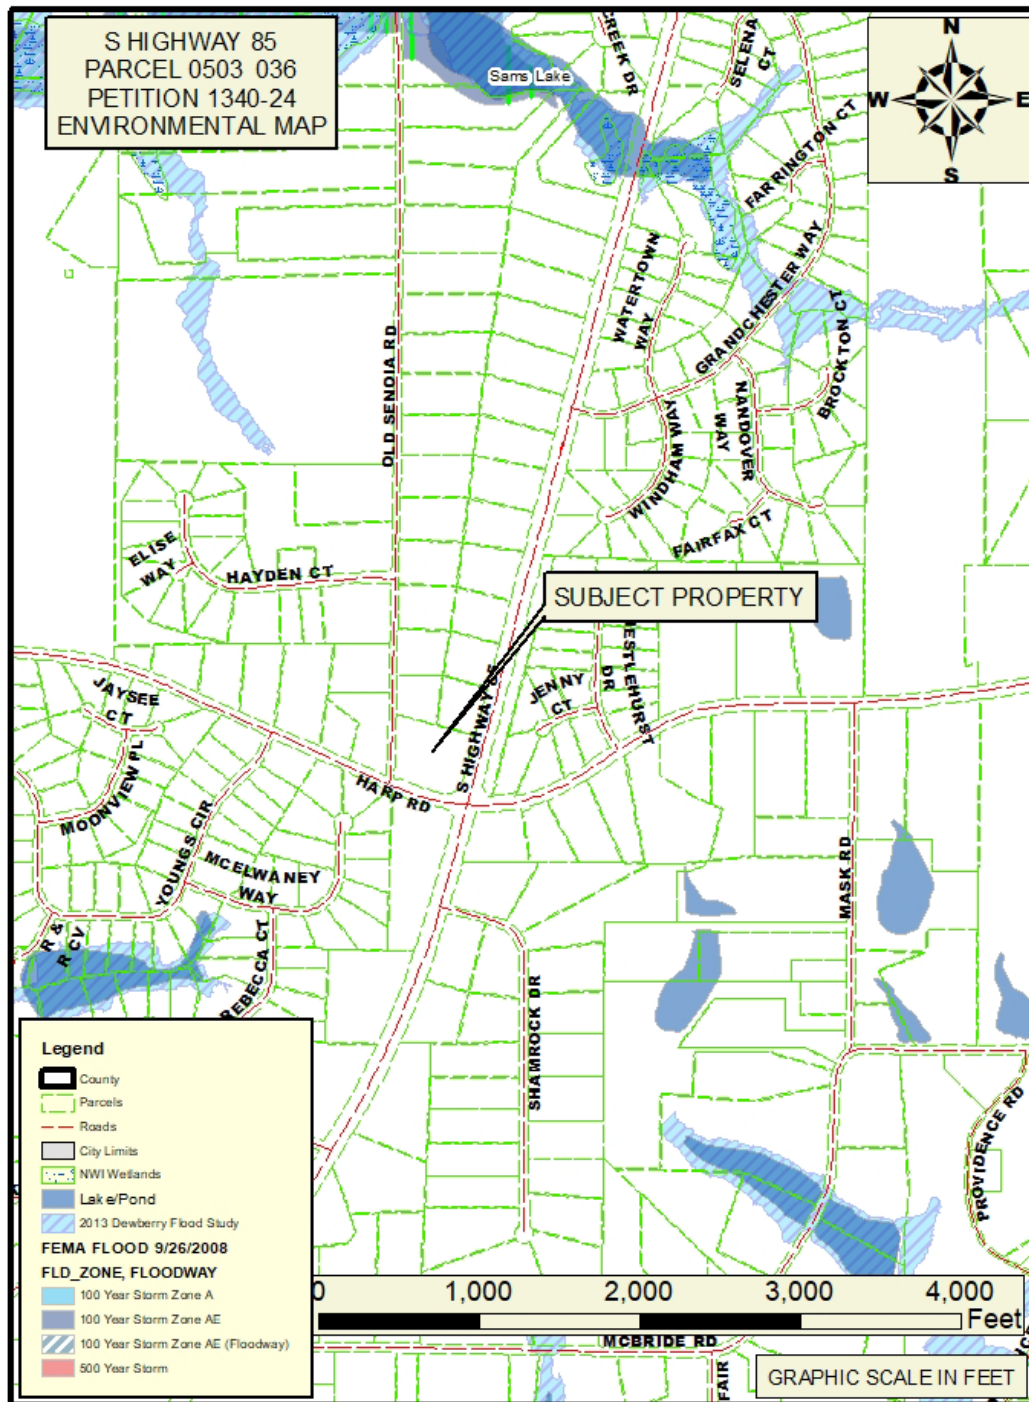 S HIGHWAY 85
PARCEL 0503 036
PETITION 1340-24
ENVIRONMENTAL MAP
N
W
E
S
Sams Lake
CREEK DR
SELENA
CT
FARRINGTON CT
WATERTOWN
WAY
GRANDCHESTER WAY
BROCKTON CT
OLD SENOIA RD
NANDOVER
WAY
WINDHAM WAY
FAIRFAX CT
ELISE
WAY
HAYDEN CT
SUBJECT PROPERTY
JENNY
CT
DR
S HIGHWAY
JAYSEE
CT
MOONVIEW PL
HARP RD
YOUNGS CIR
MCELWANEY
WAY
MASK RD
R &
R CV
REBECCA CT
SHAMROCK DR
PROVIDENCE RD
Legend
County
Parcels
Roads
City Limits
NWI Wetlands
Lake/Pond
2013 Dewberry Flood Study
FEMA FLOOD 9/26/2008
FLD_ZONE, FLOODWAY
100 Year Storm Zone A
100 Year Storm Zone AE
100 Year Storm Zone AE (Floodway)
500 Year Storm
0 1,000 2,000 3,000 4,000
Feet
MCBRIDE RD
FAIR
GRAPHIC SCALE IN FEET